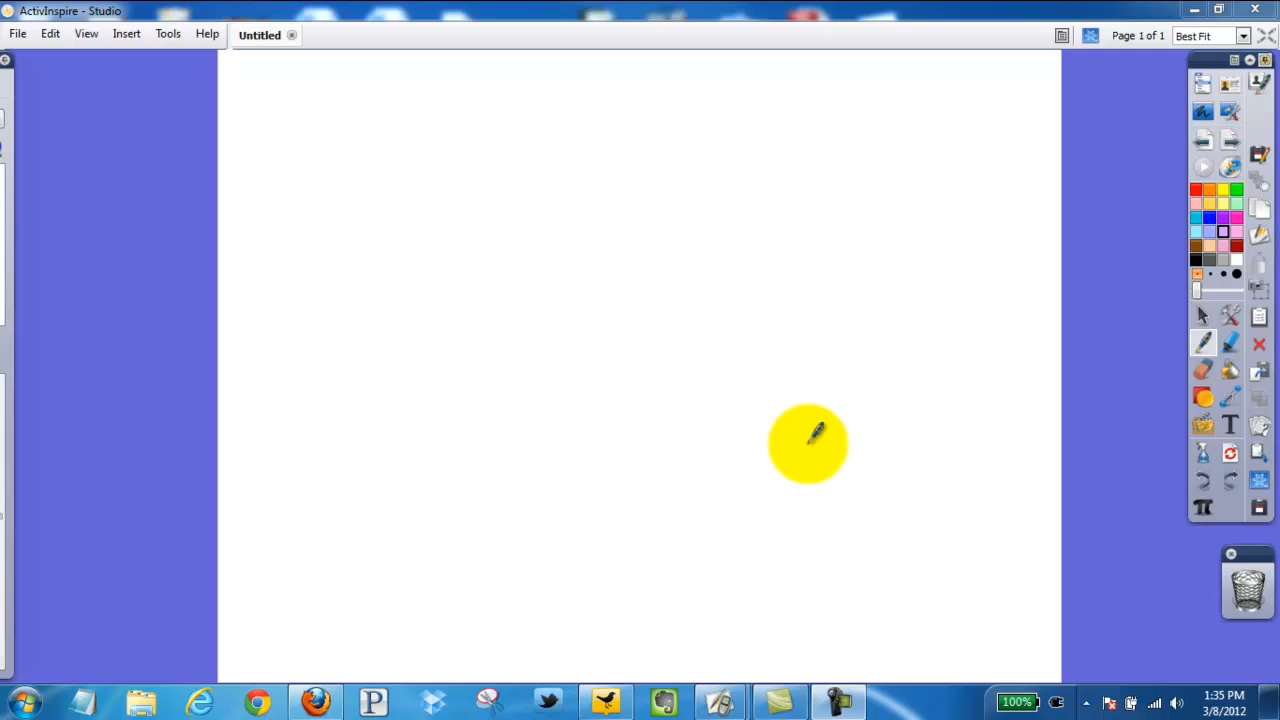 ActivInspire - Studio
File Edit View Insert Tools Help Untitled Page 1 of 1 Best Fit
T
P
100% 1:35 PM
3/8/2012